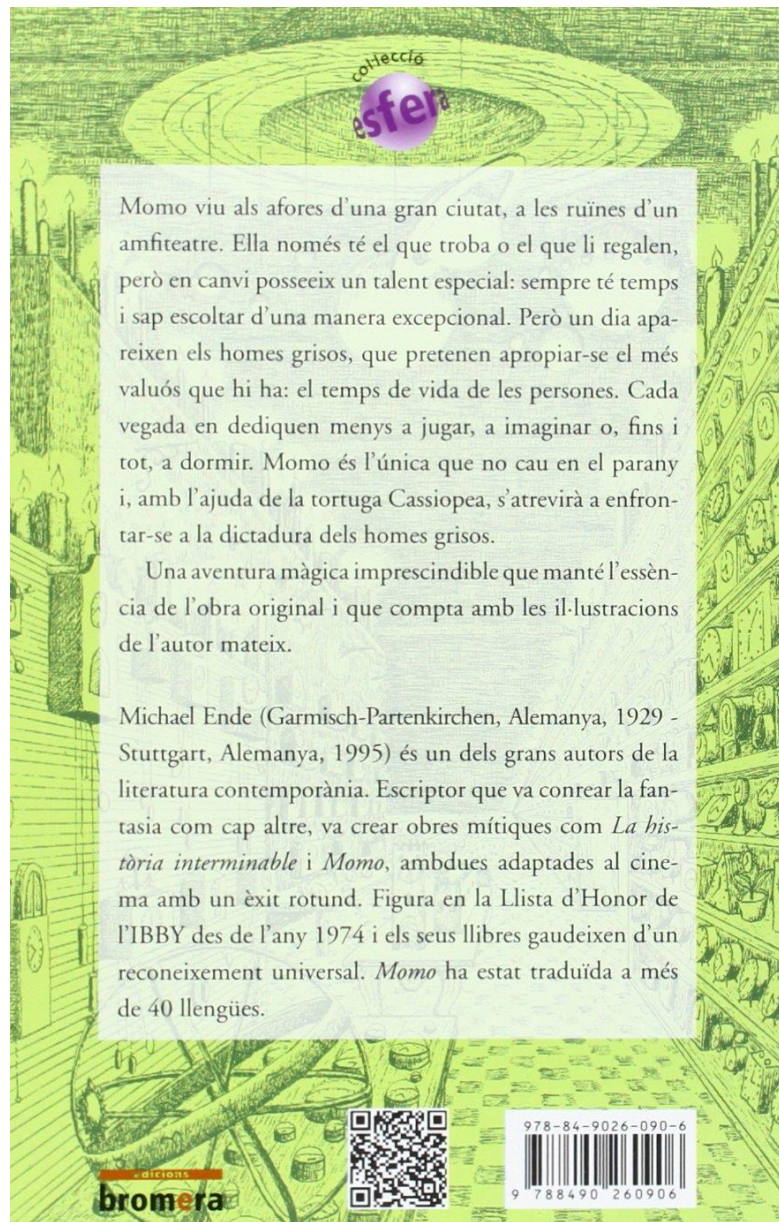 col·lecció
esfera
Momo viu als afores d'una gran ciutat, a les ruïnes d'un
amfiteatre. Ella només té el que troba o el que li regalen,
però en canvi posseeix un talent especial: sempre té temps
i sap escoltar d'una manera excepcional. Però un dia apa-
reixen els homes grisos, que pretenen apropiar-se el més
valuós que hi ha: el temps de vida de les persones. Cada
vegada en dediquen menys a jugar, a imaginar o, fins i
tot, a dormir. Momo és l'única que no cau en el parany
i, amb l'ajuda de la tortuga Cassiopea, s'atrevirà a enfron-
tar-se a la dictadura dels homes grisos.
Una aventura màgica imprescindible que manté l'essèn-
cia de l'obra original i que compta amb les il·lustracions
de l'autor mateix.
Michael Ende (Garmisch-Partenkirchen, Alemanya, 1929 -
Stuttgart, Alemanya, 1995) és un dels grans autors de la
literatura contemporània. Escriptor que va conrear la fan-
tasia com cap altre, va crear obres mítiques com La his-
tòria interminable i Momo, ambdues adaptades al cine-
ma amb un èxit rotund. Figura en la Llista d'Honor de
l'IBBY des de l'any 1974 i els seus llibres gaudeixen d'un
reconeixement universal. Momo ha estat traduïda a més
de 40 llengües.
edicions
bromera
978-84-9026-090-6
9 788490 260906